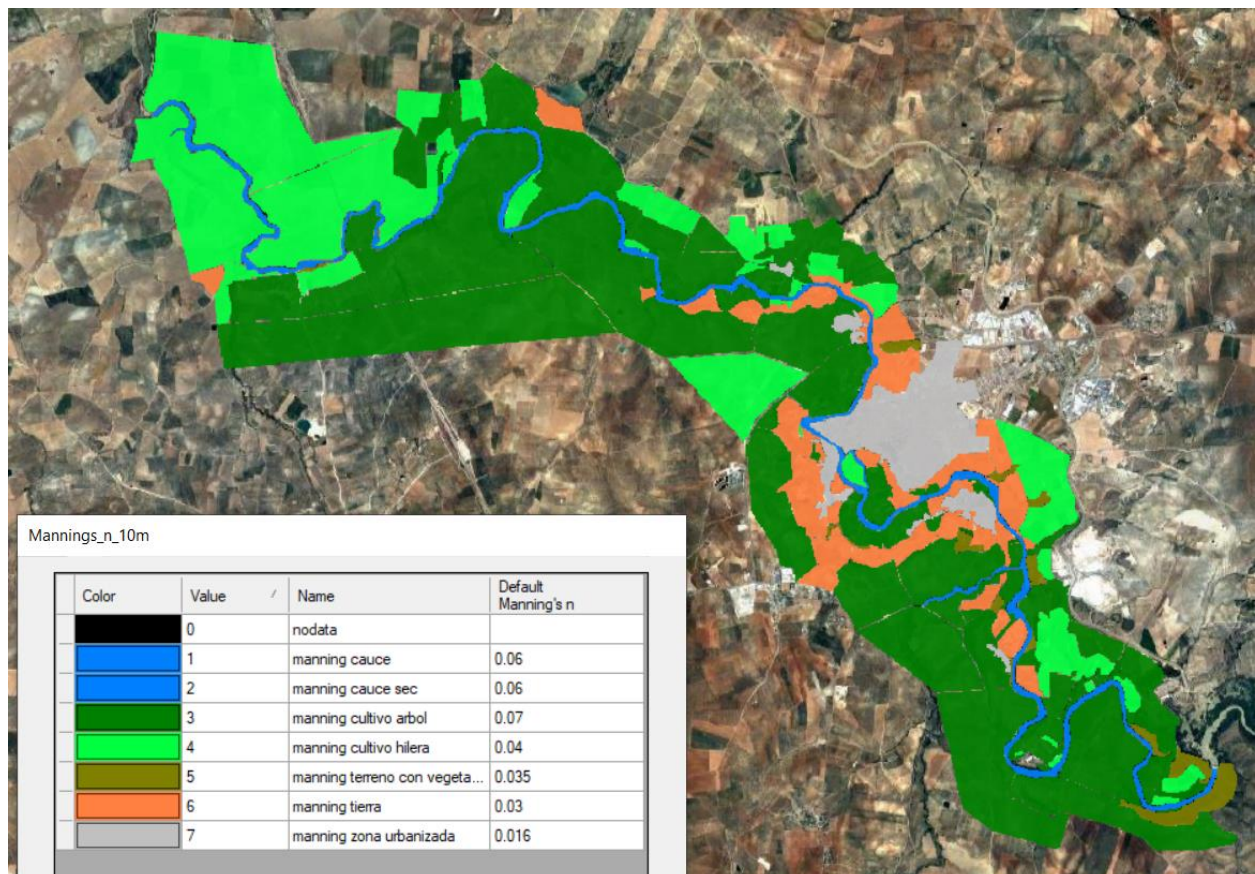 Mannings_n_10m
Color Value / Name Default Manning's n
0 nodata
1 manning cauce 0.06
2 manning cauce sec 0.06
3 manning cultivo arbol 0.07
4 manning cultivo hilera 0.04
5 manning terreno con vegeta... 0.035
6 manning tierra 0.03
7 manning zona urbanizada 0.016